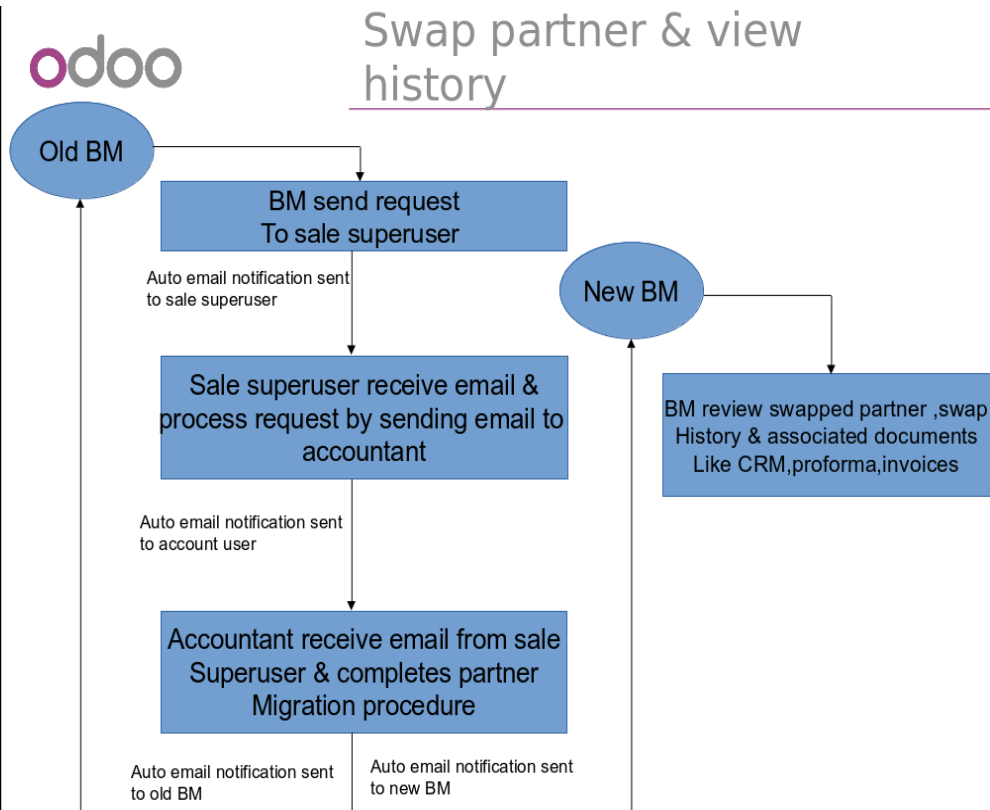 odoo
Swap partner & view
history
Old BM
BM send request
To sale superuser
Auto email notification sent
to sale superuser
New BM
Sale superuser receive email &
process request by sending email to
accountant
BM review swapped partner ,swap
History & associated documents
Like CRM,proforma,invoices
Auto email notification sent
to account user
Accountant receive email from sale
Superuser & completes partner
Migration procedure
Auto email notification sent
to old BM
Auto email notification sent
to new BM